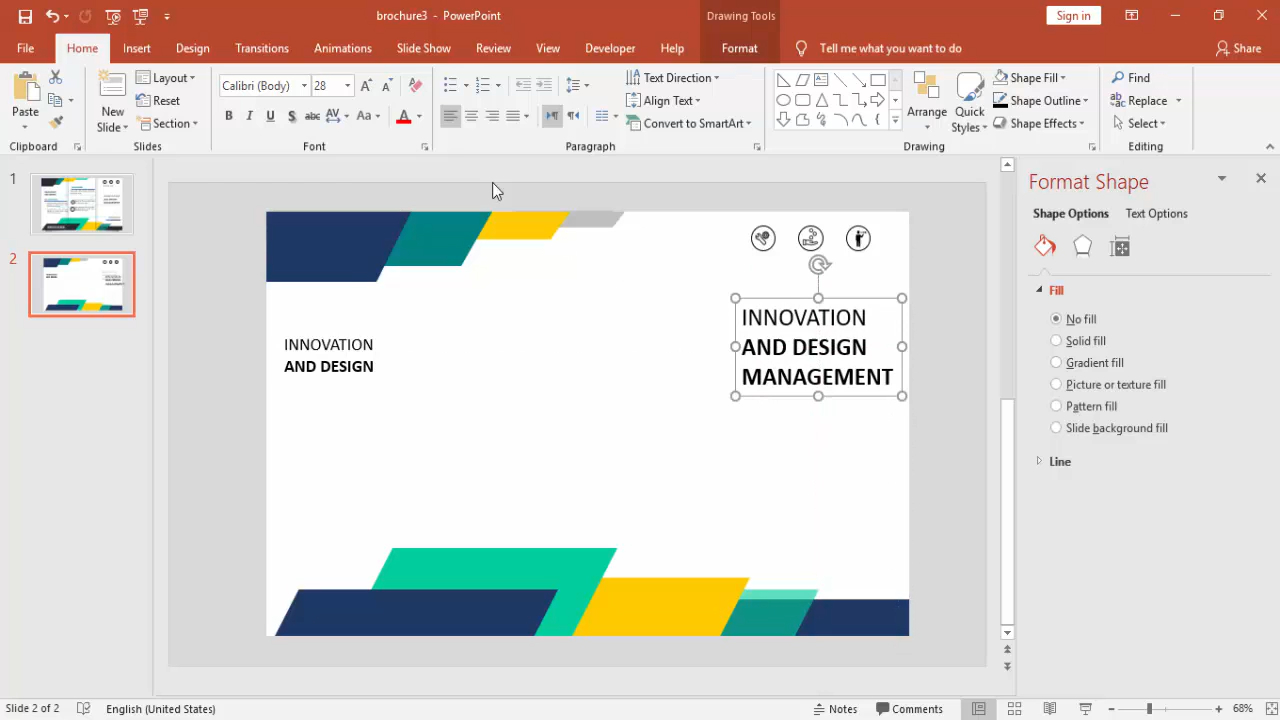 brochure3 - PowerPoint
Drawing Tools
Sign in
File Home Insert Design Transitions Animations Slide Show Review View Developer Help Format Tell me what you want to do Share
Paste
New Slide
Layout
Reset
Section
Calibri (Body) 28
B I U S abc AV Aa A
Text Direction
Align Text
Convert to SmartArt
Arrange
Quick Styles
Shape Fill
Shape Outline
Shape Effects
Find
Replace
Select
Clipboard Slides Font Paragraph Drawing Editing
1
2
INNOVATION
AND DESIGN
INNOVATION
AND DESIGN
MANAGEMENT
Format Shape
Shape Options Text Options
Fill
No fill
Solid fill
Gradient fill
Picture or texture fill
Pattern fill
Slide background fill
Line
Slide 2 of 2 English (United States) Notes Comments 68%